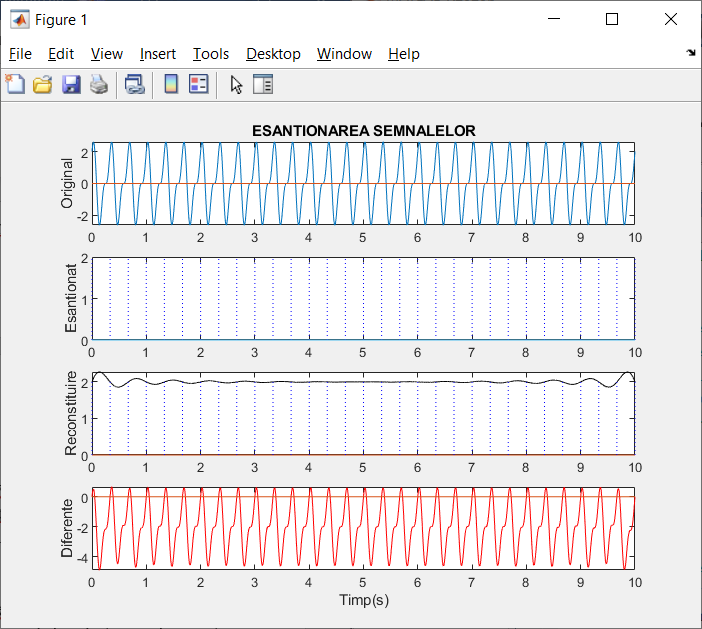 Figure 1
File Edit View Insert Tools Desktop Window Help
ESANTIONAREA SEMNALELOR
Original
2
0
-2
0 1 2 3 4 5 6 7 8 9 10
Esantionat
2
1
0
0 1 2 3 4 5 6 7 8 9 10
Reconstituire
2
1
0
0 1 2 3 4 5 6 7 8 9 10
Diferente
0
-2
-4
0 1 2 3 4 5 6 7 8 9 10
Timp(s)